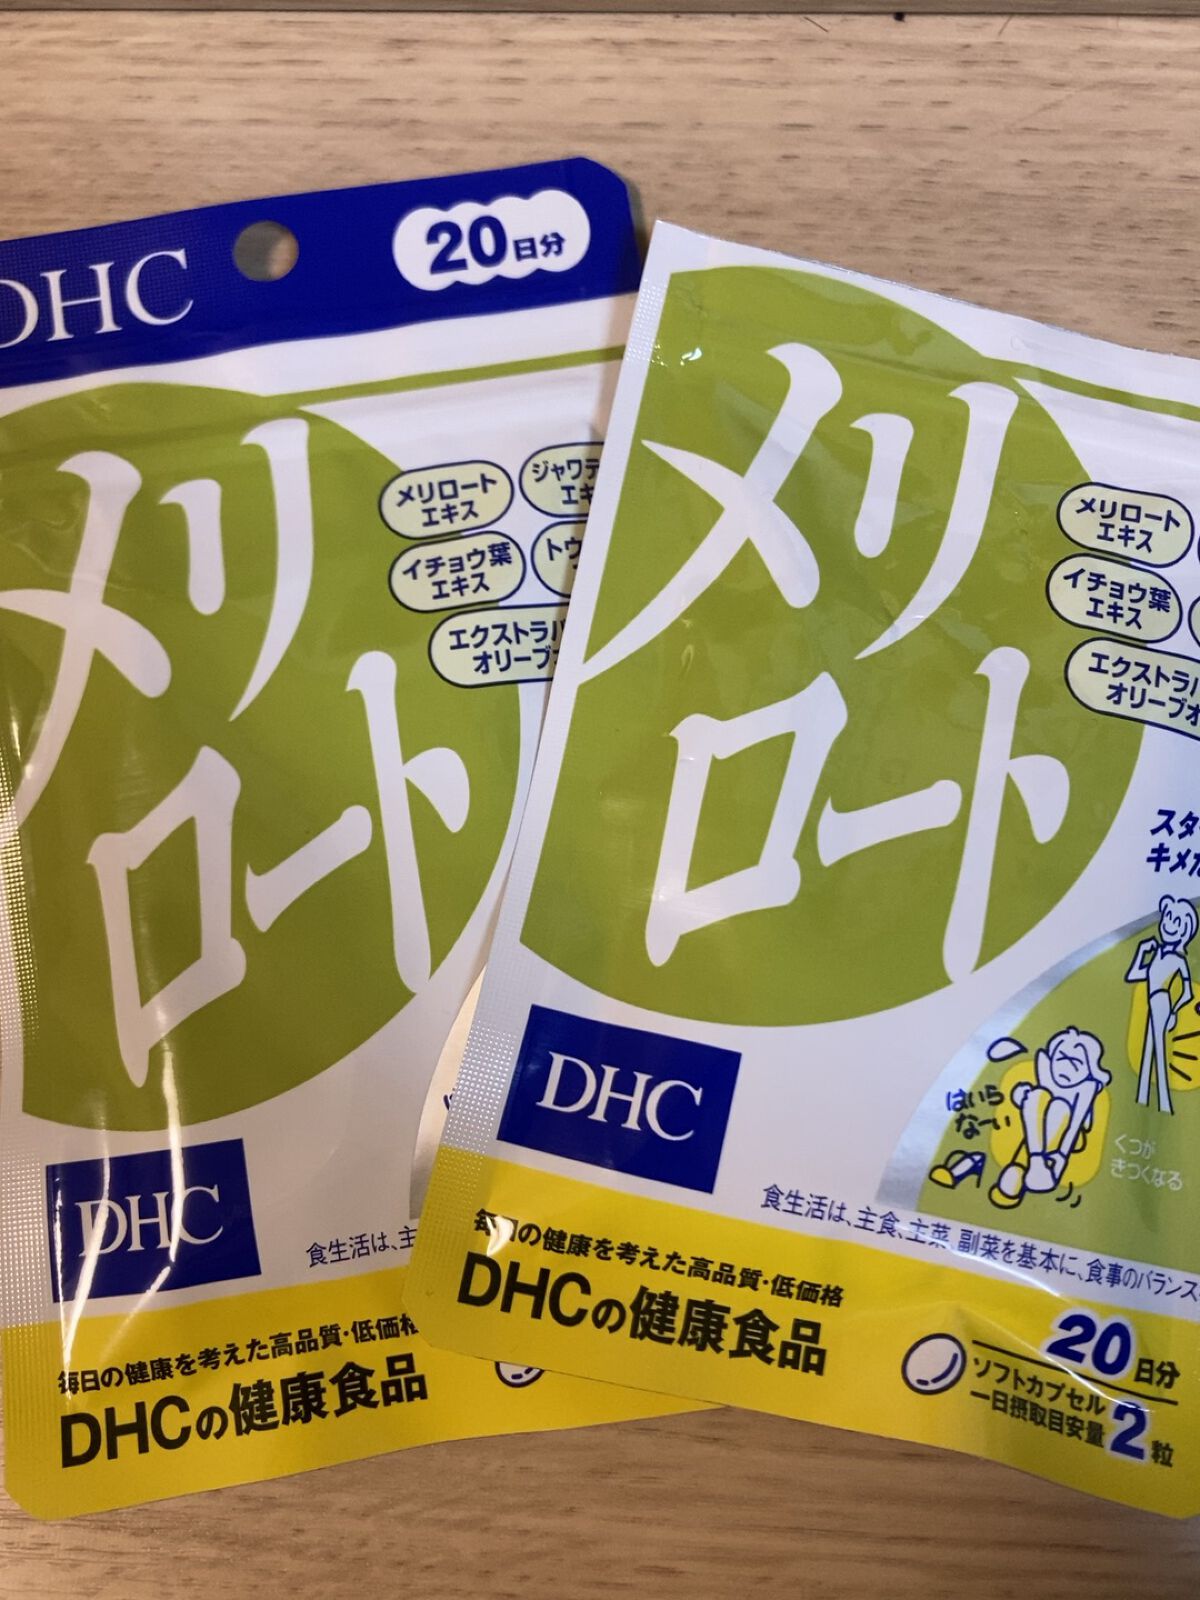 DHC
20日分
メリ
ロート
メリロート
エキス
ジャワテ
エキ
イチョウ葉
エキス
トウ
エクストラバ
オリーブオ
DHC
食生活は、主
毎日の健康を考えた高品質・低価格
DHCの健康食品
メリ
ロート
メリロート
エキス
イチョウ葉
エキス
エクストラバ
オリーブオ
スタ
キメた
はいら
なーい
くつが
きつくなる
DHC
食生活は、主食、主菜、副菜を基本に、食事のバランスを
毎日の健康を考えた高品質・低価格
DHCの健康食品
20日分
ソフトカプセル
一日摂取目安量2粒